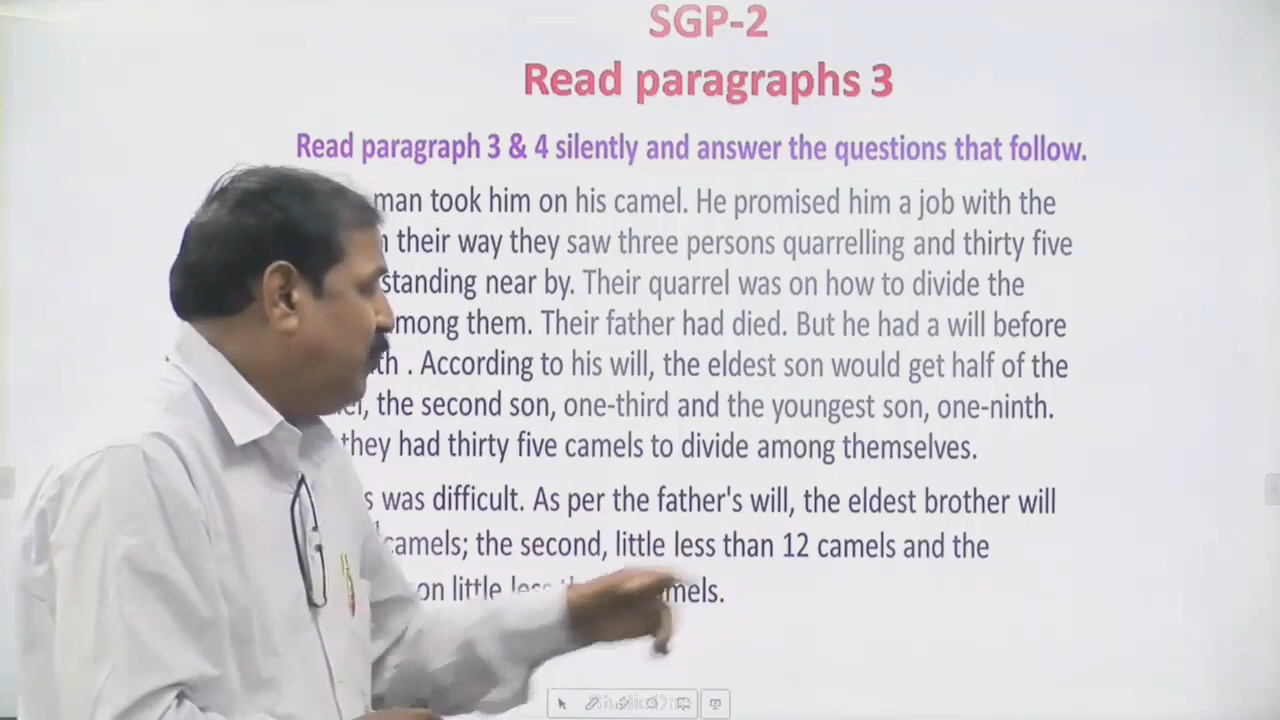 SGP-2
Read paragraphs 3
Read paragraph 3 & 4 silently and answer the questions that follow.
man took him on his camel. He promised him a job with the
their way they saw three persons quarrelling and thirty five
standing near by. Their quarrel was on how to divide the
among them. Their father had died. But he had a will before
. According to his will, the eldest son would get half of the
, the second son, one-third and the youngest son, one-ninth.
they had thirty five camels to divide among themselves.
was difficult. As per the father's will, the eldest brother will
camels; the second, little less than 12 camels and the
little